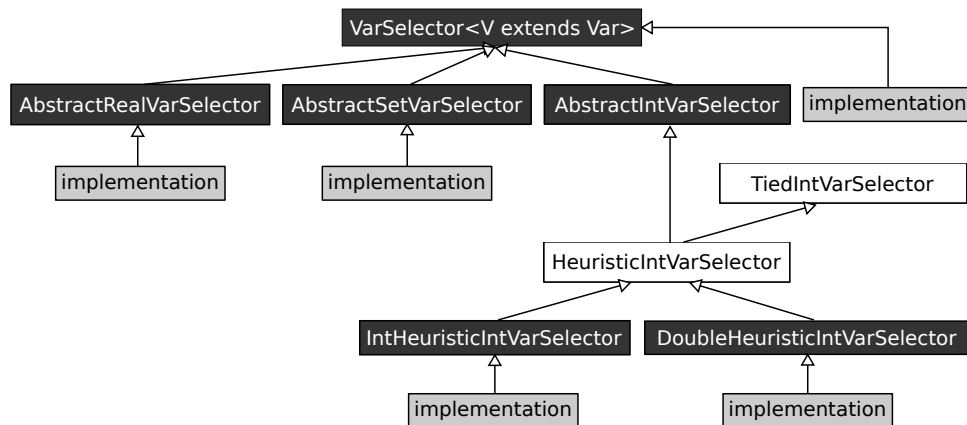 VarSelector<V extends Var>
AbstractRealVarSelector
AbstractSetVarSelector
AbstractIntVarSelector
implementation
implementation
implementation
TiedIntVarSelector
HeuristicIntVarSelector
IntHeuristicIntVarSelector
DoubleHeuristicIntVarSelector
implementation
implementation